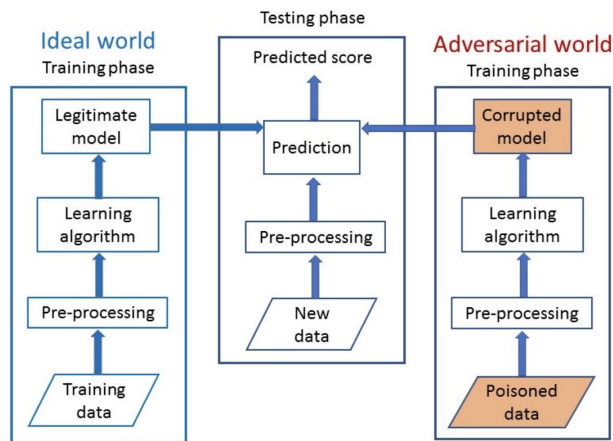 Testing phase
Ideal world
Training phase
Legitimate
model
Learning
algorithm
Pre-processing
Training
data
Predicted score
Prediction
Pre-processing
New
data
Adversarial world
Training phase
Corrupted
model
Learning
algorithm
Pre-processing
Poisoned
data